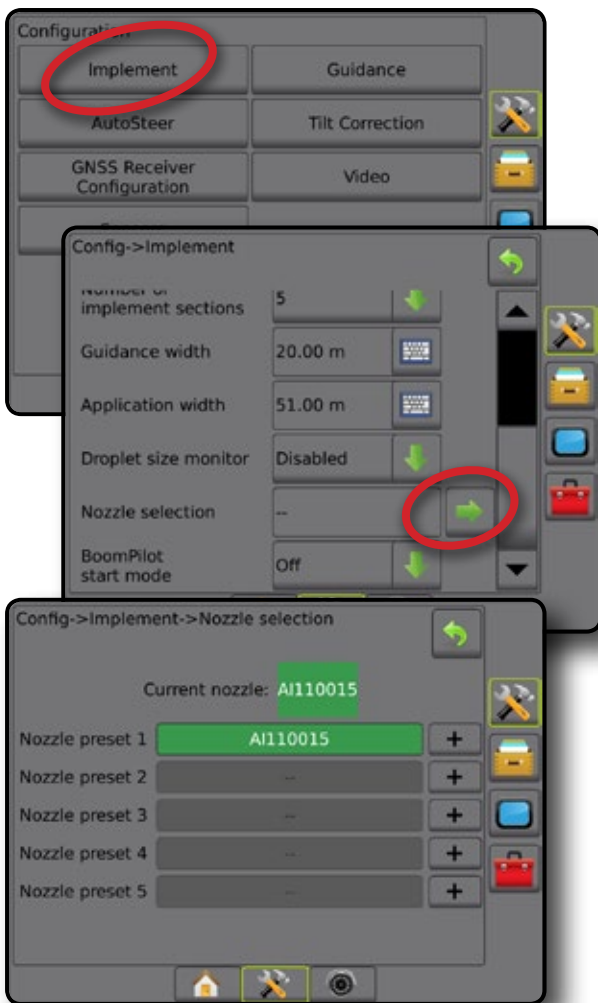 Configuration
Implement
Guidance
AutoSteer
Tilt Correction
GNSS Receiver
Configuration
Video
Config->Implement
Number of
implement sections
5
Guidance width
20.00 m
Application width
51.00 m
Droplet size monitor
Disabled
Nozzle selection
--
BoomPilot
start mode
Off
Config->Implement->Nozzle selection
Current nozzle: AI110015
Nozzle preset 1 AI110015 +
Nozzle preset 2 -- +
Nozzle preset 3 -- +
Nozzle preset 4 -- +
Nozzle preset 5 -- +